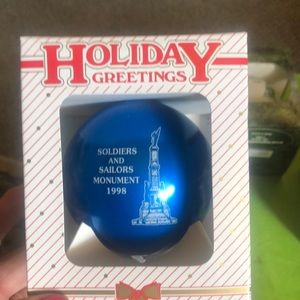 HOLIDAY
GREETINGS
SOLDIERS
AND
SAILORS
MONUMENT
1998